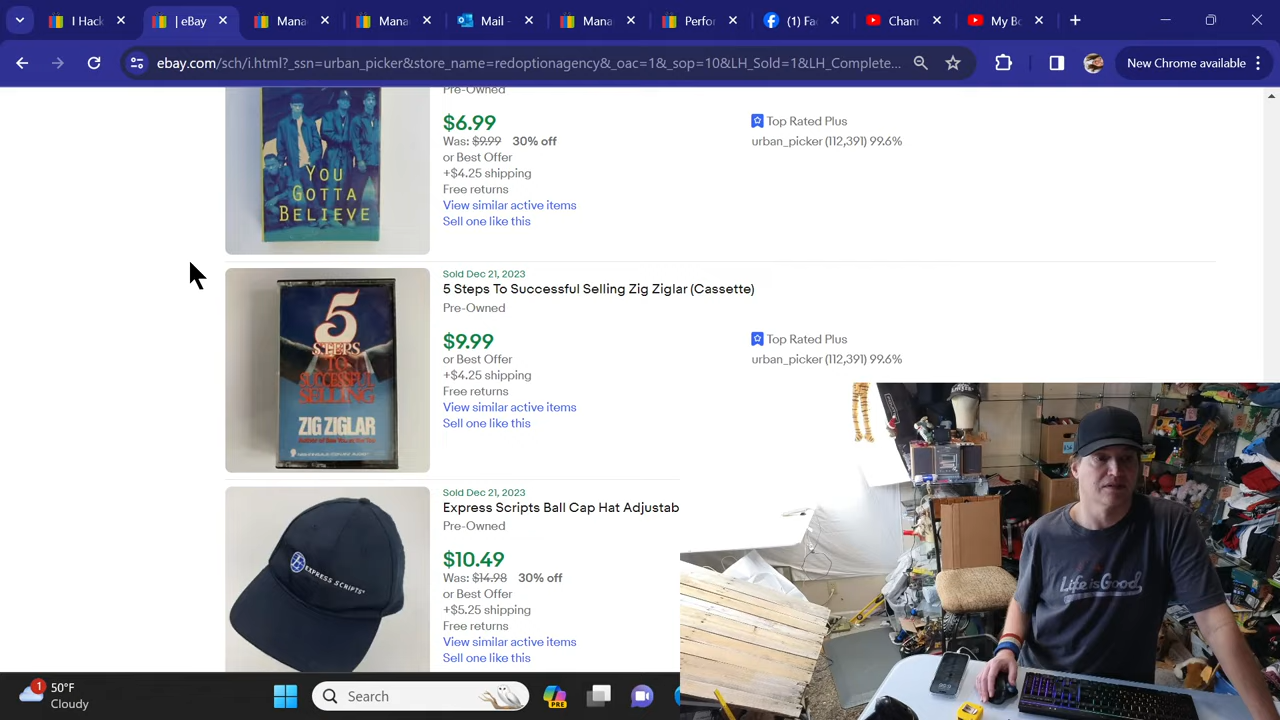 I Hack
| eBay
Mana
Mana
Mail -
Mana
Perfo
(1) Fac
Chann
My Bo
ebay.com/sch/i.html?_ssn=urban_picker&store_name=redoptionagency&_oac=1&_sop=10&LH_Sold=1&LH_Complete...
New Chrome available
Pre-Owned
$6.99
Was: $9.99 30% off
or Best Offer
+$4.25 shipping
Free returns
View similar active items
Sell one like this
Top Rated Plus
urban_picker (112,391) 99.6%
YOU
GOTTA
BELIEVE
Sold Dec 21, 2023
5 Steps To Successful Selling Zig Ziglar (Cassette)
Pre-Owned
$9.99
or Best Offer
+$4.25 shipping
Free returns
View similar active items
Sell one like this
Top Rated Plus
urban_picker (112,391) 99.6%
5
STEPS
TO
SUCCESSFUL
SELLING
ZIG ZIGLAR
Sold Dec 21, 2023
Express Scripts Ball Cap Hat Adjustab
Pre-Owned
$10.49
Was: $14.98 30% off
or Best Offer
+$5.25 shipping
Free returns
View similar active items
Sell one like this
EXPRESS SCRIPTS
Life is Good
1
50°F
Cloudy
Search
PRE